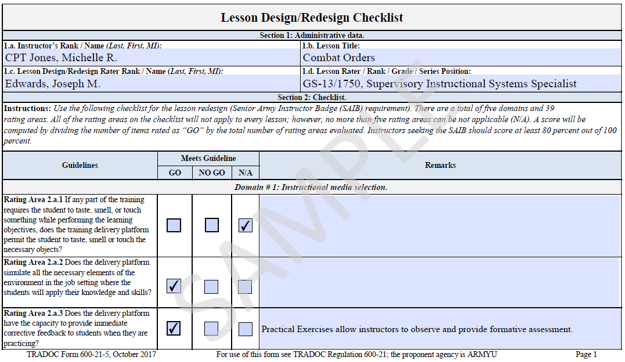 Lesson Design/Redesign Checklist
Section 1: Administrative data.
1.a. Instructor's Rank / Name (Last, First, MI):
1.b. Lesson Title:
CPT Jones, Michelle R.
Combat Orders
1.c. Lesson Design/Redesign Rater Rank / Name (Last, First, MI):
1.d. Lesson Rater / Rank / Grade / Series Position:
Edwards, Joseph M.
GS-13/1750, Supervisory Instructional Systems Specialist
Section 2: Checklist.
Instructions: Use the following checklist for the lesson redesign (Senior Army Instructor Badge (SAIB) requirement). There are a total of five domains and 39
rating areas. All of the rating areas on the checklist will not apply to every lesson; however, no more than five rating areas can be not applicable (N/A). A score will be
computed by dividing the number of items rated as "GO" by the total number of rating areas evaluated. Instructors seeking the SAIB should score at least 80 percent out of 100
percent.
Guidelines
Meets Guideline
Remarks
GO
NO GO
N/A
Domain # 1: Instructional media selection.
Rating Area 2.a.1 If any part of the training
requires the student to taste, smell, or touch
something while performing the learning
objectives, does the training delivery platform
permit the student to taste, smell or touch the
necessary objects?
Rating Area 2.a.2 Does the delivery platform
simulate all the necessary elements of the
environment in the job setting where the
students will apply their knowledge and skills?
Rating Area 2.a.3 Does the delivery platform
have the capacity to provide immediate
corrective feedback to students when they are
practicing?
Practical Exercises allow instructors to observe and provide formative assessment.
TRADOC Form 600-21-5, October 2017
For use of this form see TRADOC Regulation 600-21; the proponent agency is ARMYU
Page 1
SAMPLE